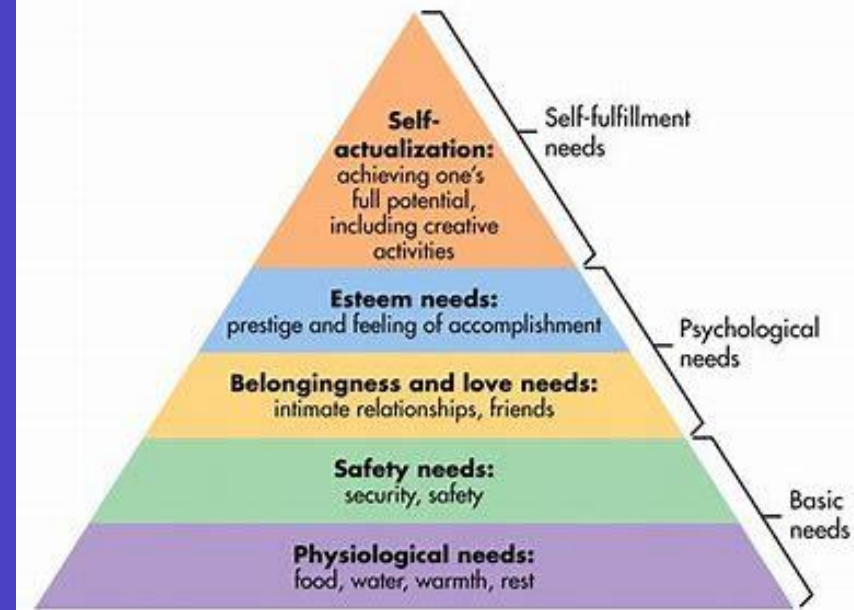 Self-
actualization:
achieving one's
full potential,
including creative
activities
Self-fulfillment
needs
Esteem needs:
prestige and feeling of accomplishment
Psychological
needs
Belongingness and love needs:
intimate relationships, friends
Safety needs:
security, safety
Basic
needs
Physiological needs:
food, water, warmth, rest